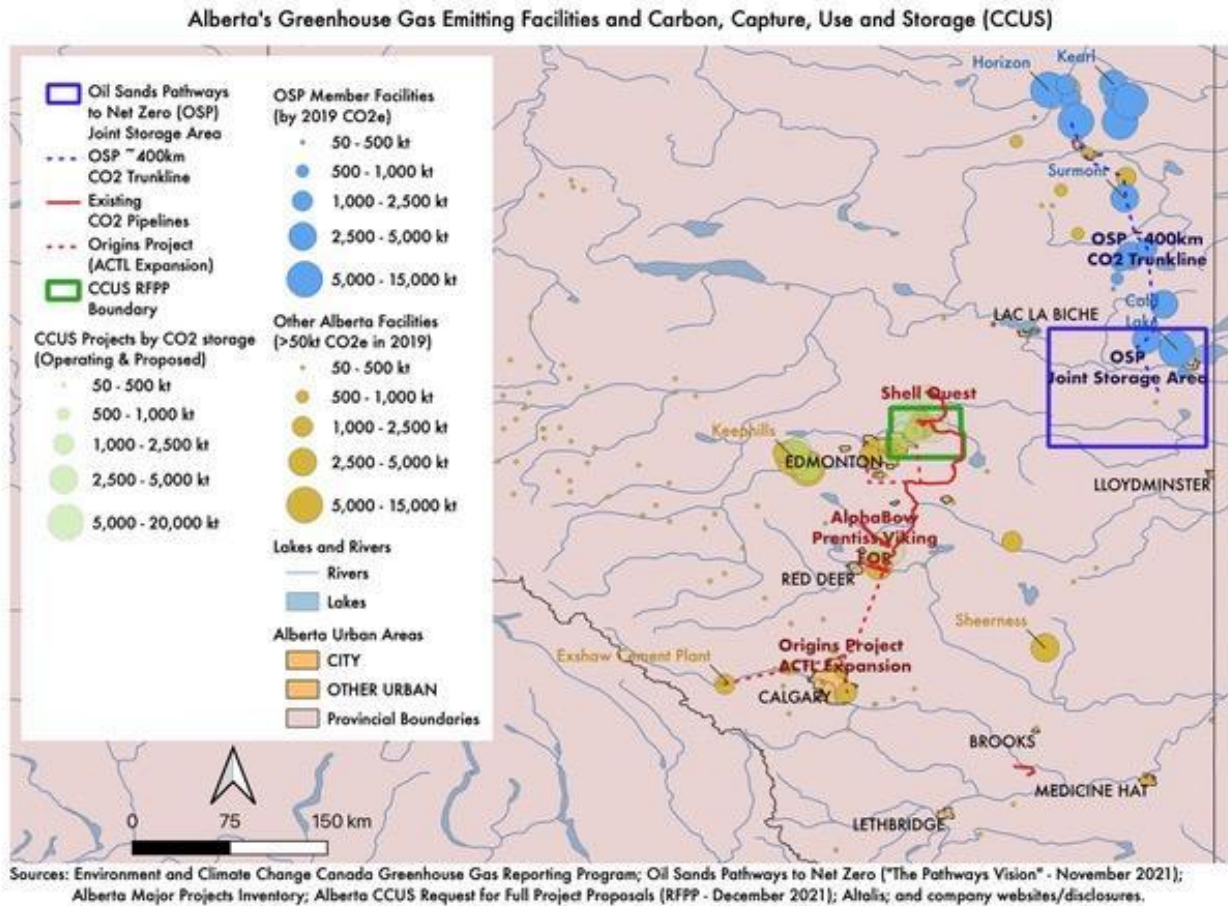 Alberta's Greenhouse Gas Emitting Facilities and Carbon, Capture, Use and Storage (CCUS)
Oil Sands Pathways
to Net Zero (OSP)
Joint Storage Area
OSP ~400km
CO2 Trunkline
Existing
CO2 Pipelines
Origins Project
(ACTL Expansion)
CCUS RFPP
Boundary
CCUS Projects by CO2 storage
(Operating & Proposed)
50 - 500 kt
500 - 1,000 kt
1,000 - 2,500 kt
2,500 - 5,000 kt
5,000 - 20,000 kt
OSP Member Facilities
(by 2019 CO2e)
50 - 500 kt
500 - 1,000 kt
1,000 - 2,500 kt
2,500 - 5,000 kt
5,000 - 15,000 kt
Other Alberta Facilities
(>50kt CO2e in 2019)
50 - 500 kt
500 - 1,000 kt
1,000 - 2,500 kt
2,500 - 5,000 kt
5,000 - 15,000 kt
Lakes and Rivers
Rivers
Lakes
Alberta Urban Areas
CITY
OTHER URBAN
Provincial Boundaries
Horizon
Kearl
Surmont
OSP ~400km
CO2 Trunkline
Cold
Lake
LAC LA BICHE
OSP
Joint Storage Area
Shell Quest
Keephills
EDMONTON
LLOYDMINSTER
AlphaBow
Prentiss Viking
EOR
RED DEER
Sheerness
Origins Project
ACTL Expansion
Exshaw Cement Plant
CALGARY
BROOKS
MEDICINE HAT
LETHBRIDGE
0 75 150 km
Sources: Environment and Climate Change Canada Greenhouse Gas Reporting Program; Oil Sands Pathways to Net Zero ("The Pathways Vision" - November 2021);
Alberta Major Projects Inventory; Alberta CCUS Request for Full Project Proposals (RFPP - December 2021); Altalis; and company websites/disclosures.